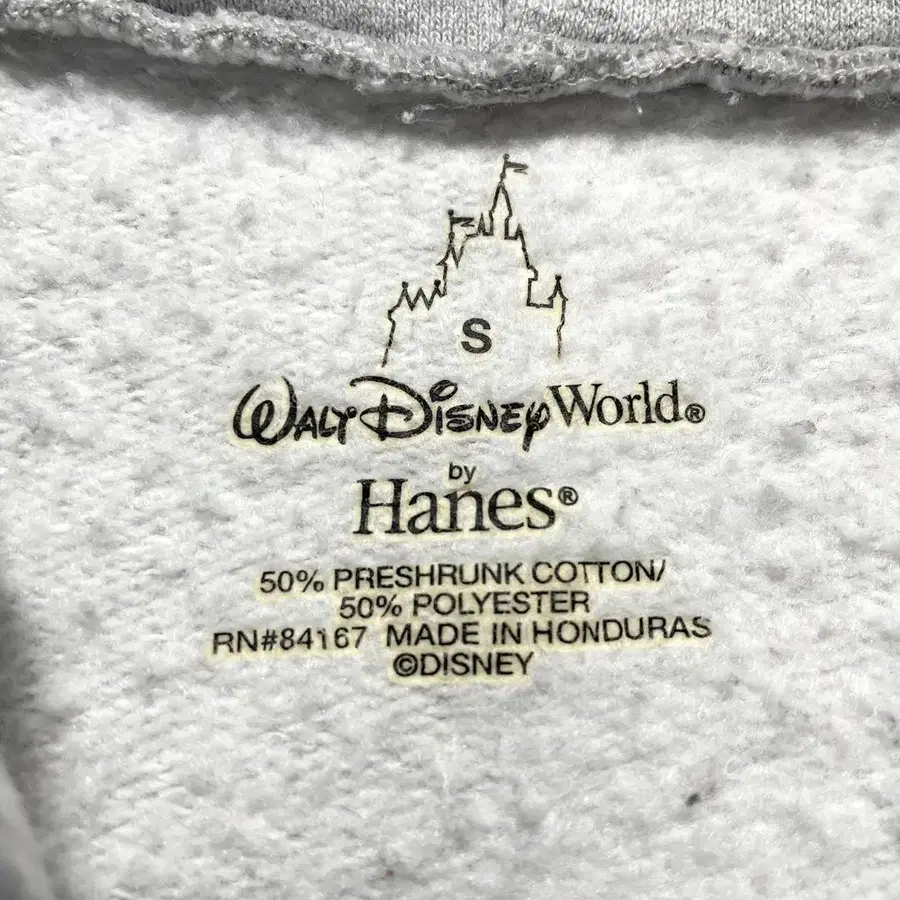 S
WALT DISNEY World®
by
Hanes®
50% PRESHRUNK COTTON/
50% POLYESTER
RN#84167 MADE IN HONDURAS
©DISNEY